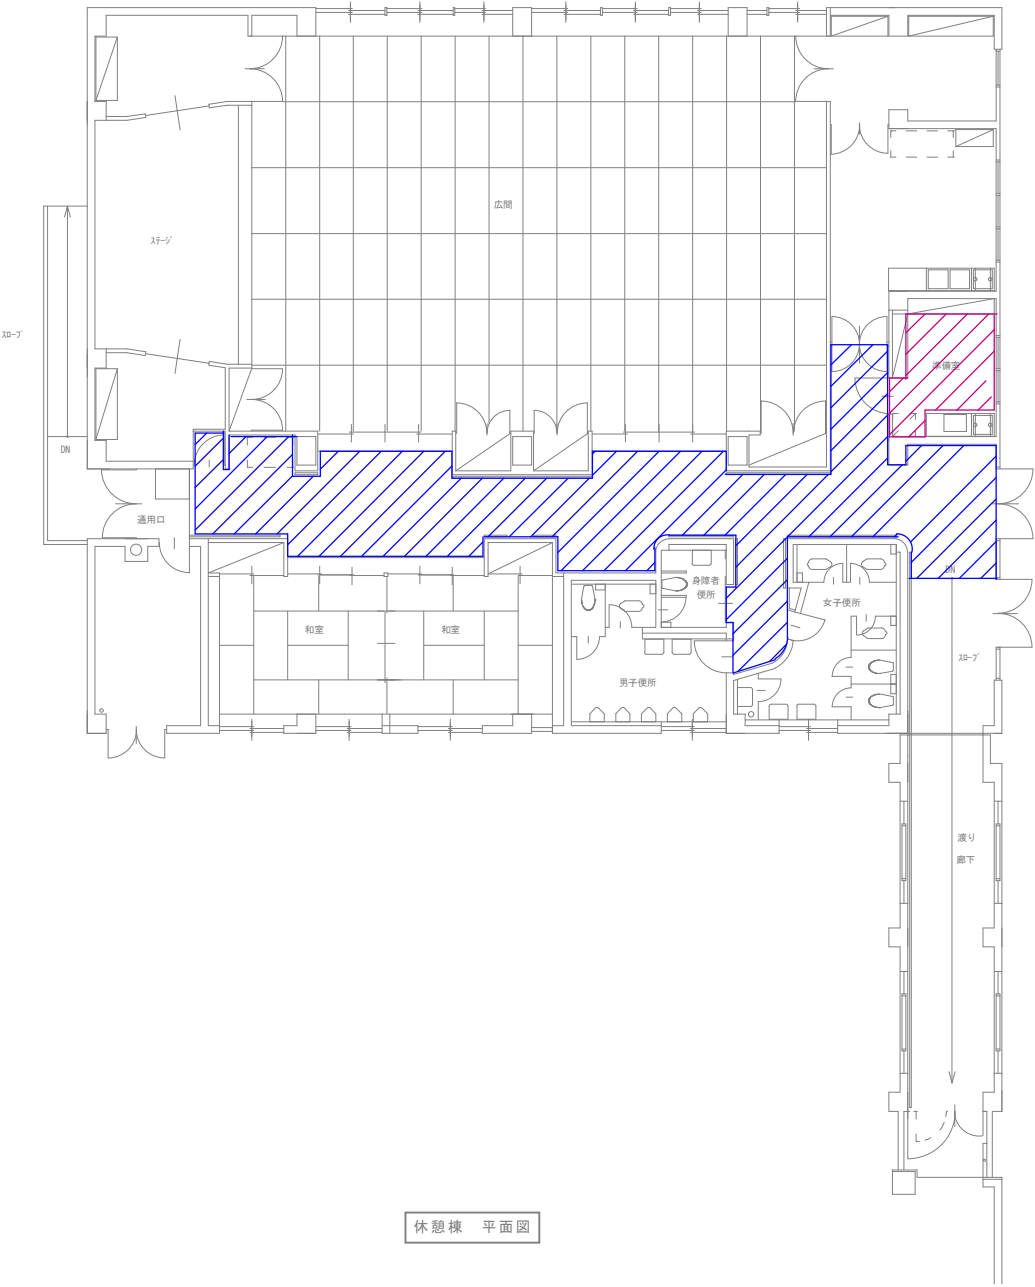 広間
ｽﾃｰｼﾞ
ｽﾛｰﾌﾟ
準備室
DN
通用口
DN
身障者
便所
女子便所
和室
和室
ｽﾛｰﾌﾟ
男子便所
渡り
廊下
休憩棟　平面図